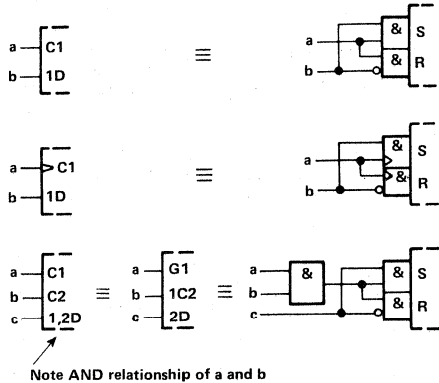 a C1 ≡ & S
a
b 1D b & R
a C1 ≡ & S
a
b 1D b & R
a C1 a G1 a & & S
b C2 ≡ b 1C2 ≡ b
c 1,2D c 2D c & R
Note AND relationship of a and b